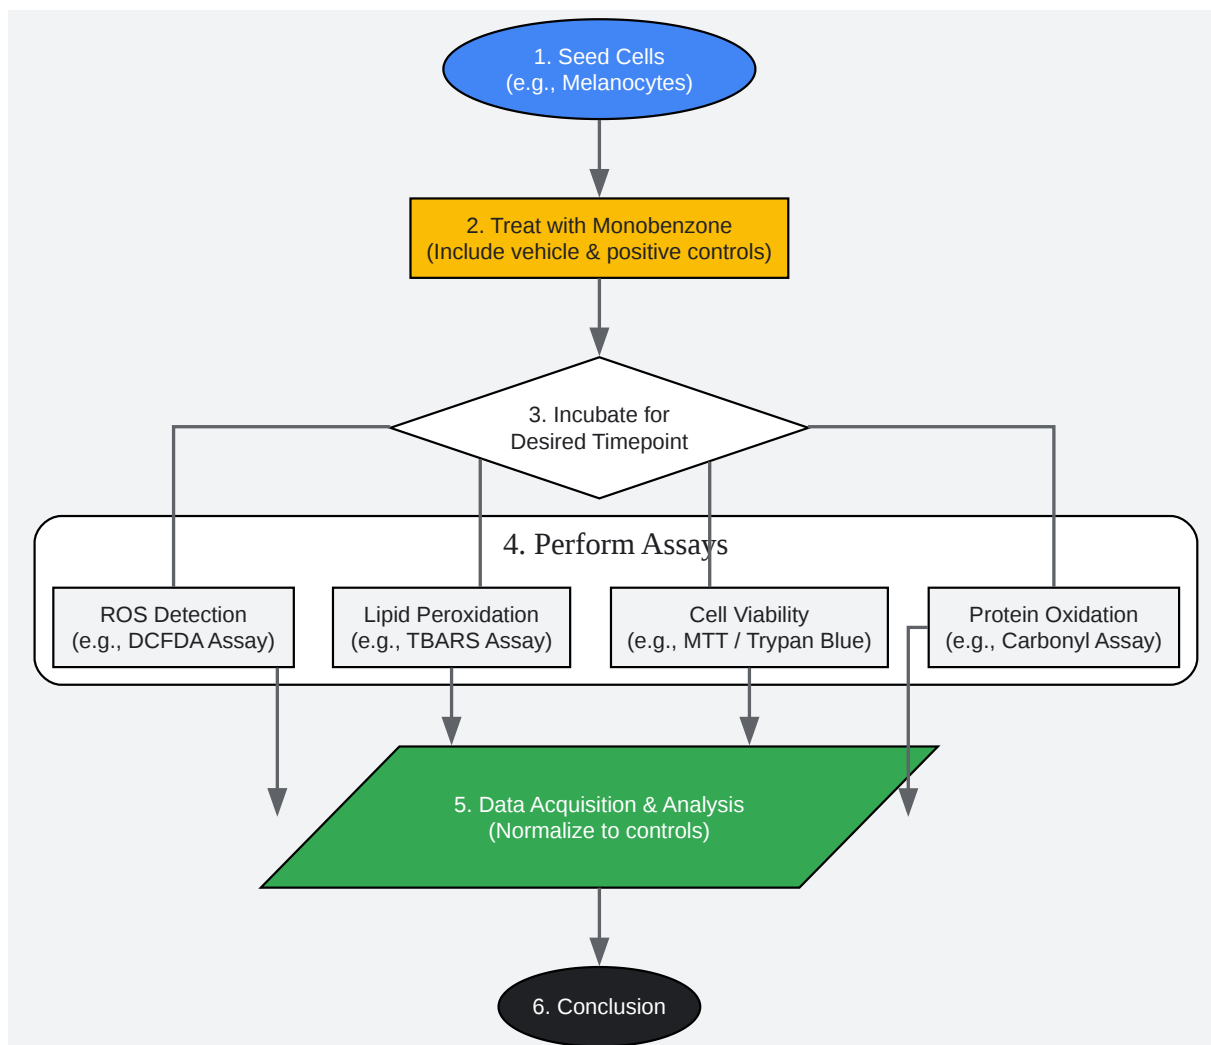 1. Seed Cells
(e.g., Melanocytes)
2. Treat with Monobenzone
(Include vehicle & positive controls)
3. Incubate for
Desired Timepoint
4. Perform Assays
ROS Detection
(e.g., DCFDA Assay)
Lipid Peroxidation
(e.g., TBARS Assay)
Cell Viability
(e.g., MTT / Trypan Blue)
Protein Oxidation
(e.g., Carbonyl Assay)
5. Data Acquisition & Analysis
(Normalize to controls)
6. Conclusion